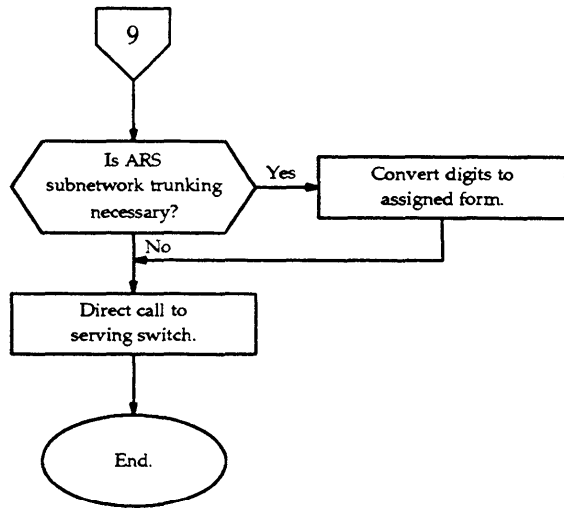 9
Is ARS
subnetwork trunking
necessary?
Yes
Convert digits to
assigned form.
No
Direct call to
serving switch.
End.